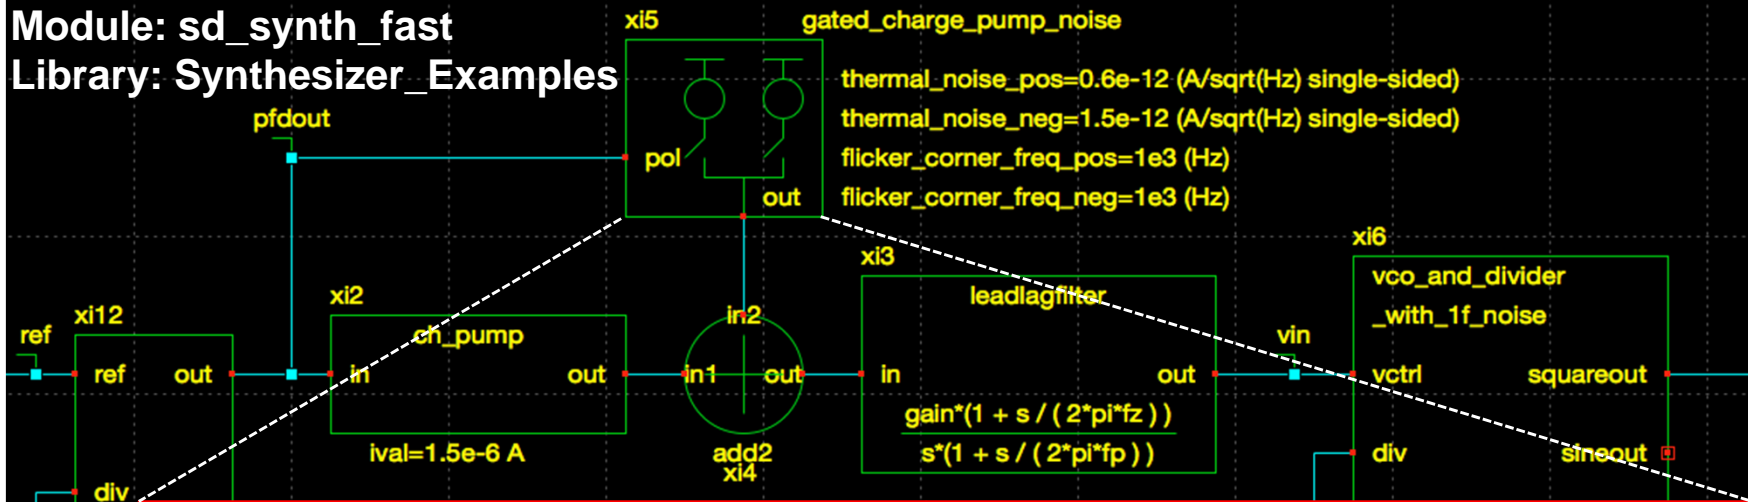 Module: sd_synth_fast
Library: Synthesizer_Examples
xi5
gated_charge_pump_noise
thermal_noise_pos=0.6e-12 (A/sqrt(Hz) single-sided)
thermal_noise_neg=1.5e-12 (A/sqrt(Hz) single-sided)
flicker_corner_freq_pos=1e3 (Hz)
flicker_corner_freq_neg=1e3 (Hz)
pfdout
pol
out
ref
xi12
ref
out
div
xi2
ch_pump
in
out
ival=1.5e-6 A
in2
in1
out
add2
xi4
xi3
leadlagfilter
in
out
gain*(1 + s / ( 2*pi*fz ) )
s*(1 + s / ( 2*pi*fp ) )
vin
xi6
vco_and_divider
_with_1f_noise
vctrl
squareout
div
sineout